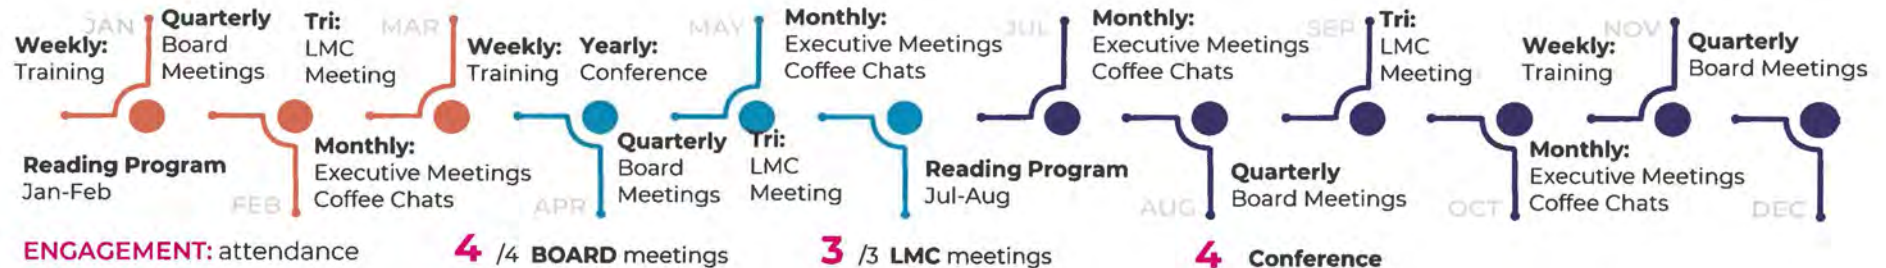 JAN
Weekly:
Training
Quarterly
Board
Meetings
Tri:
LMC
Meeting
MAR
Weekly:
Training
Yearly:
Conference
MAY
Monthly:
Executive Meetings
Coffee Chats
JUL
Monthly:
Executive Meetings
Coffee Chats
SEP
Tri:
LMC
Meeting
Weekly:
Training
NOV
Quarterly
Board Meetings
Reading Program
Jan-Feb
FEB
Monthly:
Executive Meetings
Coffee Chats
APR
Quarterly
Board
Meetings
Tri:
LMC
Meeting
Reading Program
Jul-Aug
AUG
Quarterly
Board Meetings
OCT
Monthly:
Executive Meetings
Coffee Chats
DEC
ENGAGEMENT: attendance
4 /4 BOARD meetings
3 /3 LMC meetings
4 Conference